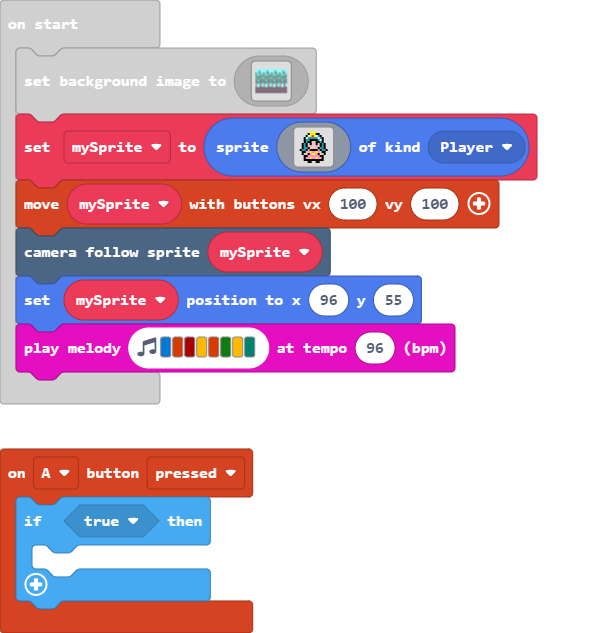 on start
set background image to
set mySprite to sprite of kind Player
move mySprite with buttons vx 100 vy 100
camera follow sprite mySprite
set mySprite position to x 96 y 55
play melody at tempo 96 (bpm)
on A button pressed
if true then